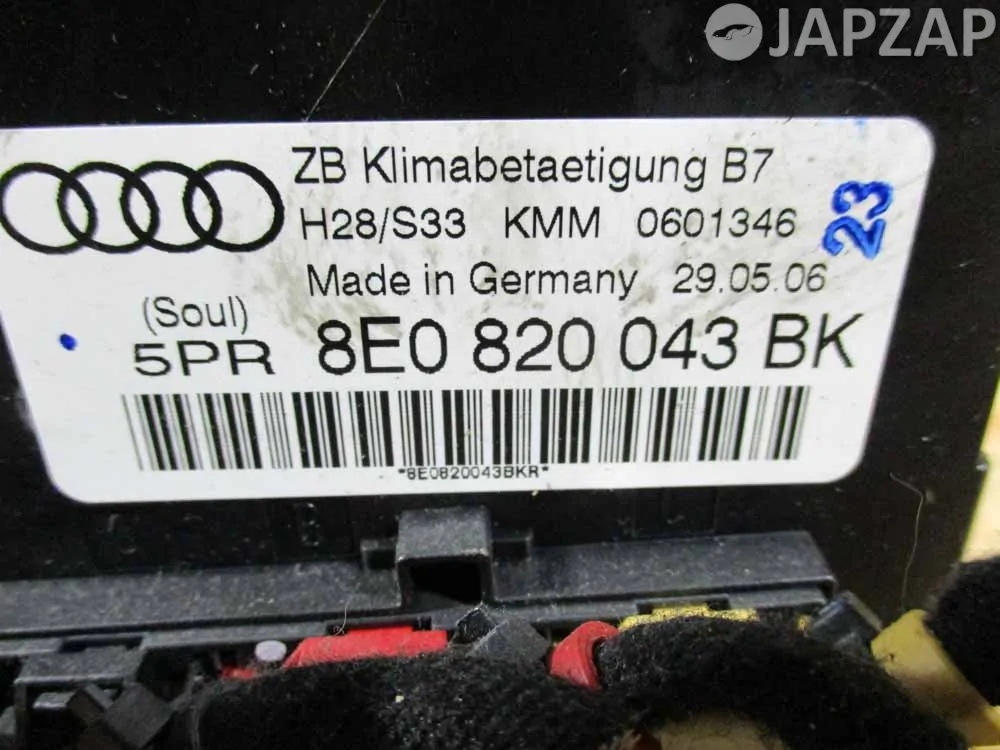 JAPZAP
ZB Klimabetaetigung B7
H28/S33 KMM 0601346
23
Made in Germany 29.05.06
(Soul)
5PR 8E0 820 043 BK
*8E0820043BKR*